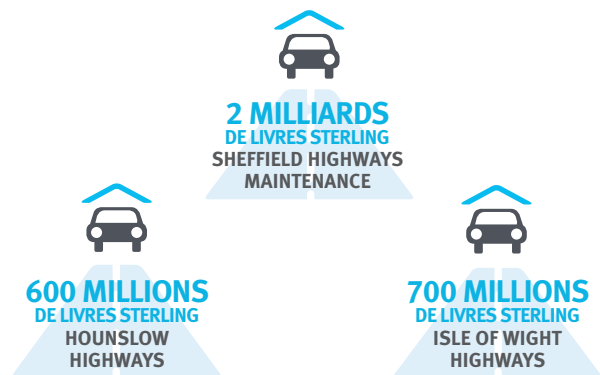 2 MILLIARDS
DE LIVRES STERLING
SHEFFIELD HIGHWAYS
MAINTENANCE
600 MILLIONS
DE LIVRES STERLING
HOUNSLOW
HIGHWAYS
700 MILLIONS
DE LIVRES STERLING
ISLE OF WIGHT
HIGHWAYS